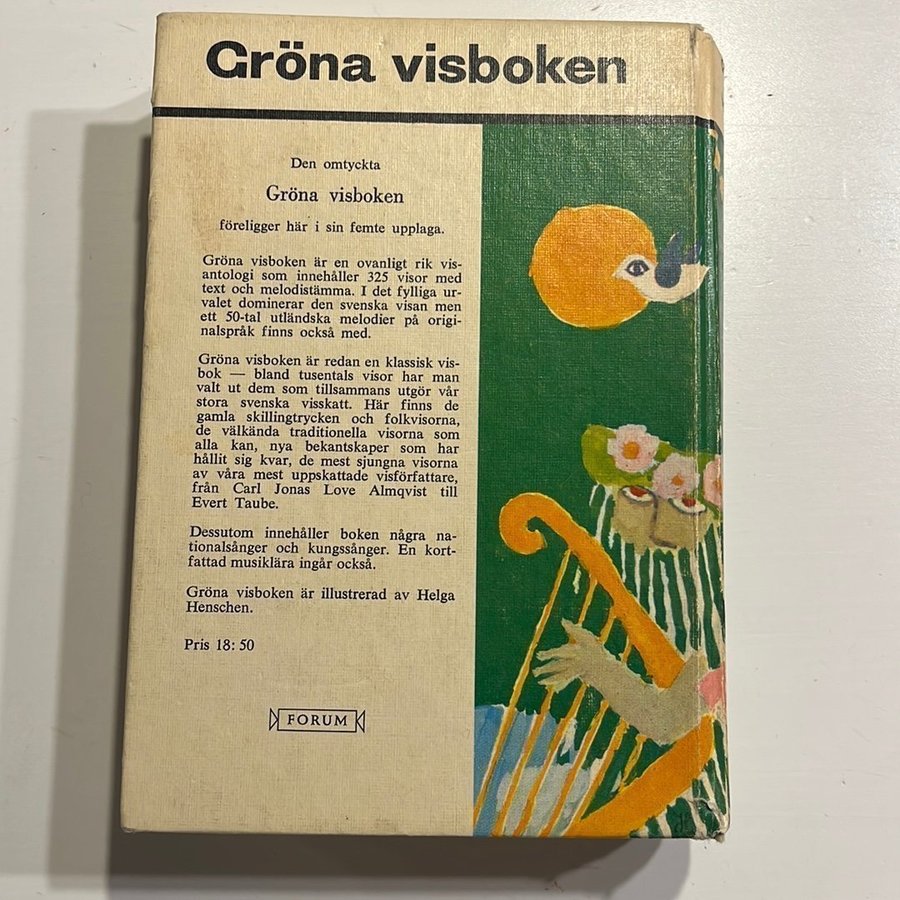 Gröna visboken
Den omtyckta
Gröna visboken
föreligger här i sin femte upplaga.
Gröna visboken är en ovanligt rik vis-
antologi som innehåller 325 visor med
text och melodistämma. I det fylliga ur-
valet dominerar den svenska visan men
ett 50-tal utländska melodier på origi-
nalspråk finns också med.
Gröna visboken är redan en klassisk vis-
bok — bland tusentals visor har man
valt ut dem som tillsammans utgör vår
stora svenska visskatt. Här finns de
gamla skillingtrycken och folkvisorna,
de välkända traditionella visorna som
alla kan, nya bekantskaper som har
hållit sig kvar, de mest sjungna visorna
av våra mest uppskattade visförfattare,
från Carl Jonas Love Almqvist till
Evert Taube.
Dessutom innehåller boken några na-
tionalsånger och kungssånger. En kort-
fattad musiklära ingår också.
Gröna visboken är illustrerad av Helga
Henschen.
Pris 18:50
FORUM